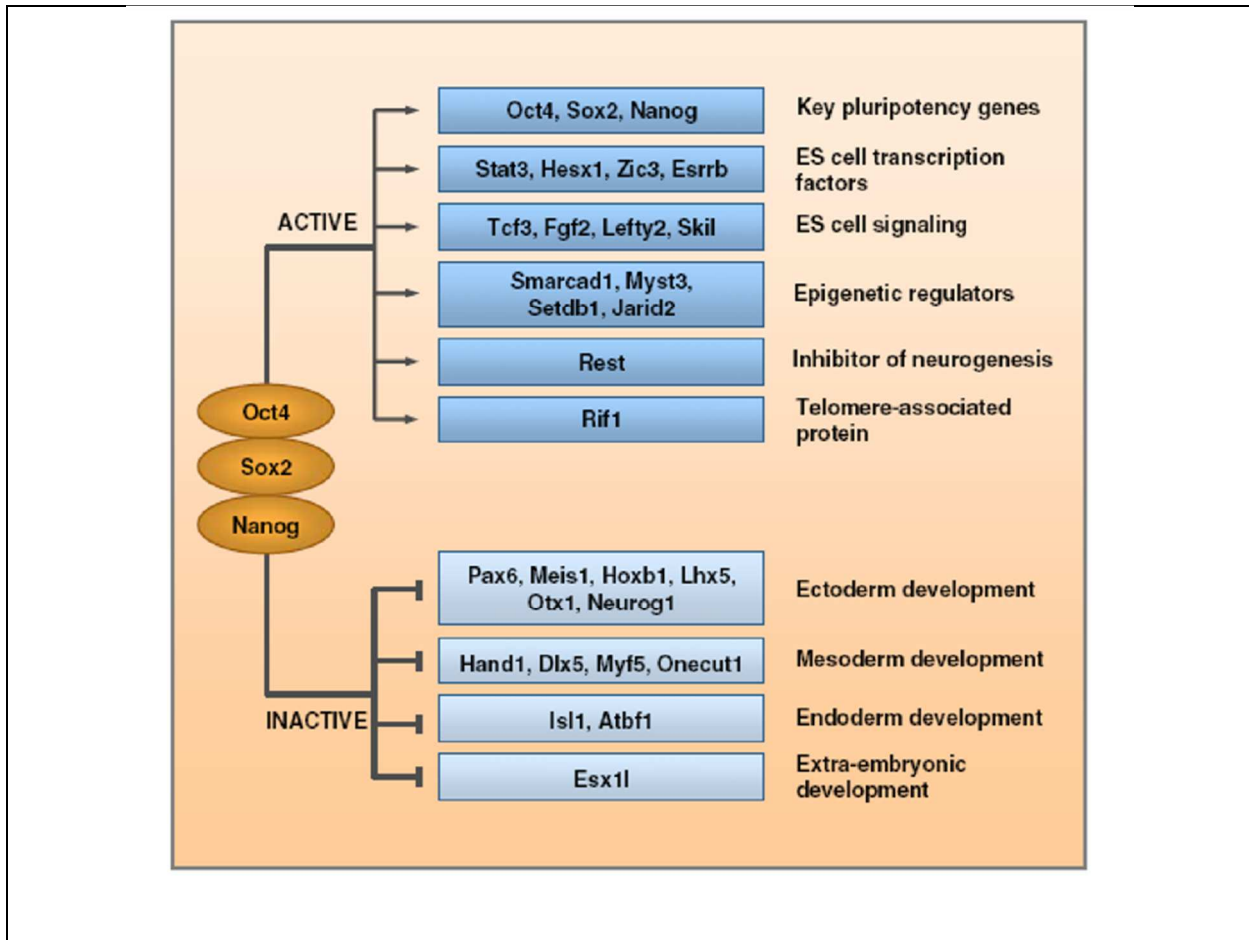 Oct4, Sox2, Nanog
Key pluripotency genes
Stat3, Hesx1, Zic3, Esrrb
ES cell transcription
factors
ACTIVE
Tcf3, Fgf2, Lefty2, Skil
ES cell signaling
Smarcad1, Myst3,
Setdb1, Jarid2
Epigenetic regulators
Rest
Inhibitor of neurogenesis
Rif1
Telomere-associated
protein
Oct4
Sox2
Nanog
Pax6, Meis1, Hoxb1, Lhx5,
Otx1, Neurog1
Ectoderm development
Hand1, Dlx5, Myf5, Onecut1
Mesoderm development
INACTIVE
Isl1, Atbf1
Endoderm development
Esx1l
Extra-embryonic
development